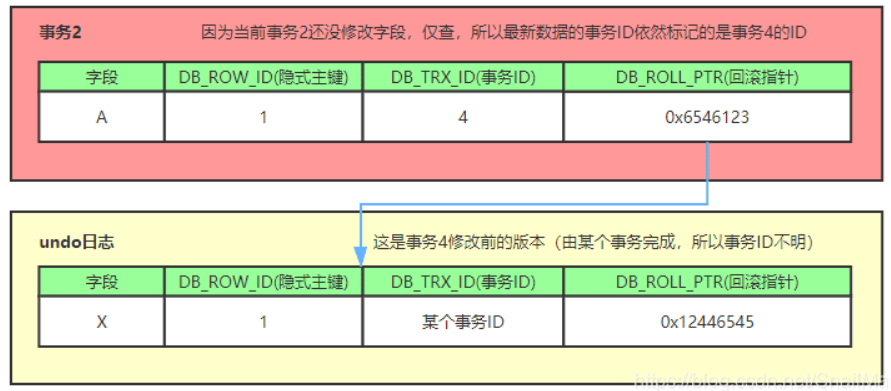 事务2 因为当前事务2还没修改字段，仅查，所以最新数据的事务ID依然标记的是事务4的ID
字段 DB_ROW_ID(隐式主键) DB_TRX_ID(事务ID) DB_ROLL_PTR(回滚指针)
A 1 4 0x6546123
undo日志 这是事务4修改前的版本（由某个事务完成，所以事务ID不明）
字段 DB_ROW_ID(隐式主键) DB_TRX_ID(事务ID) DB_ROLL_PTR(回滚指针)
X 1 某个事务ID 0x12446545